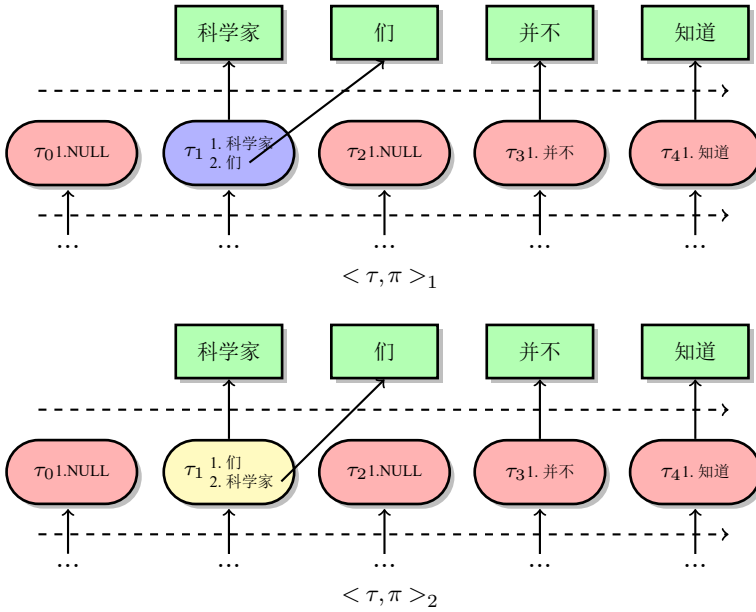 科学家 们 并不 知道
τ₀ 1.NULL τ₁ 1. 科学家 2. 们 τ₂ 1.NULL τ₃ 1. 并不 τ₄ 1. 知道
... ... ... ... ...
< τ, π >₁
科学家 们 并不 知道
τ₀ 1.NULL τ₁ 1. 们 2. 科学家 τ₂ 1.NULL τ₃ 1. 并不 τ₄ 1. 知道
... ... ... ... ...
< τ, π >₂